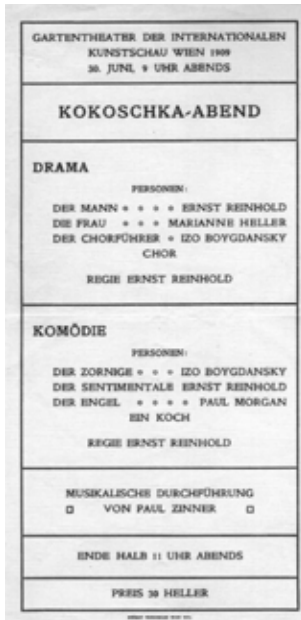 GARTENTHEATER DER INTERNATIONALEN
KUNSTSCHAU WIEN 1909
30. JUNI, 9 UHR ABENDS
KOKOSCHKA-ABEND
DRAMA
PERSONEN:
DER MANN • • • • ERNST REINHOLD
DIE FRAU • • • MARIANNE HELLER
DER CHORFÜHRER • IZO BOYGDANSKY
CHOR
REGIE ERNST REINHOLD
KOMÖDIE
PERSONEN:
DER ZORNIGE • • • IZO BOYGDANSKY
DER SENTIMENTALE ERNST REINHOLD
DER ENGEL • • • • PAUL MORGAN
EIN KOCH
REGIE ERNST REINHOLD
MUSIKALISCHE DURCHFÜHRUNG
VON PAUL ZINNER
ENDE HALB 11 UHR ABENDS
PREIS 30 HELLER